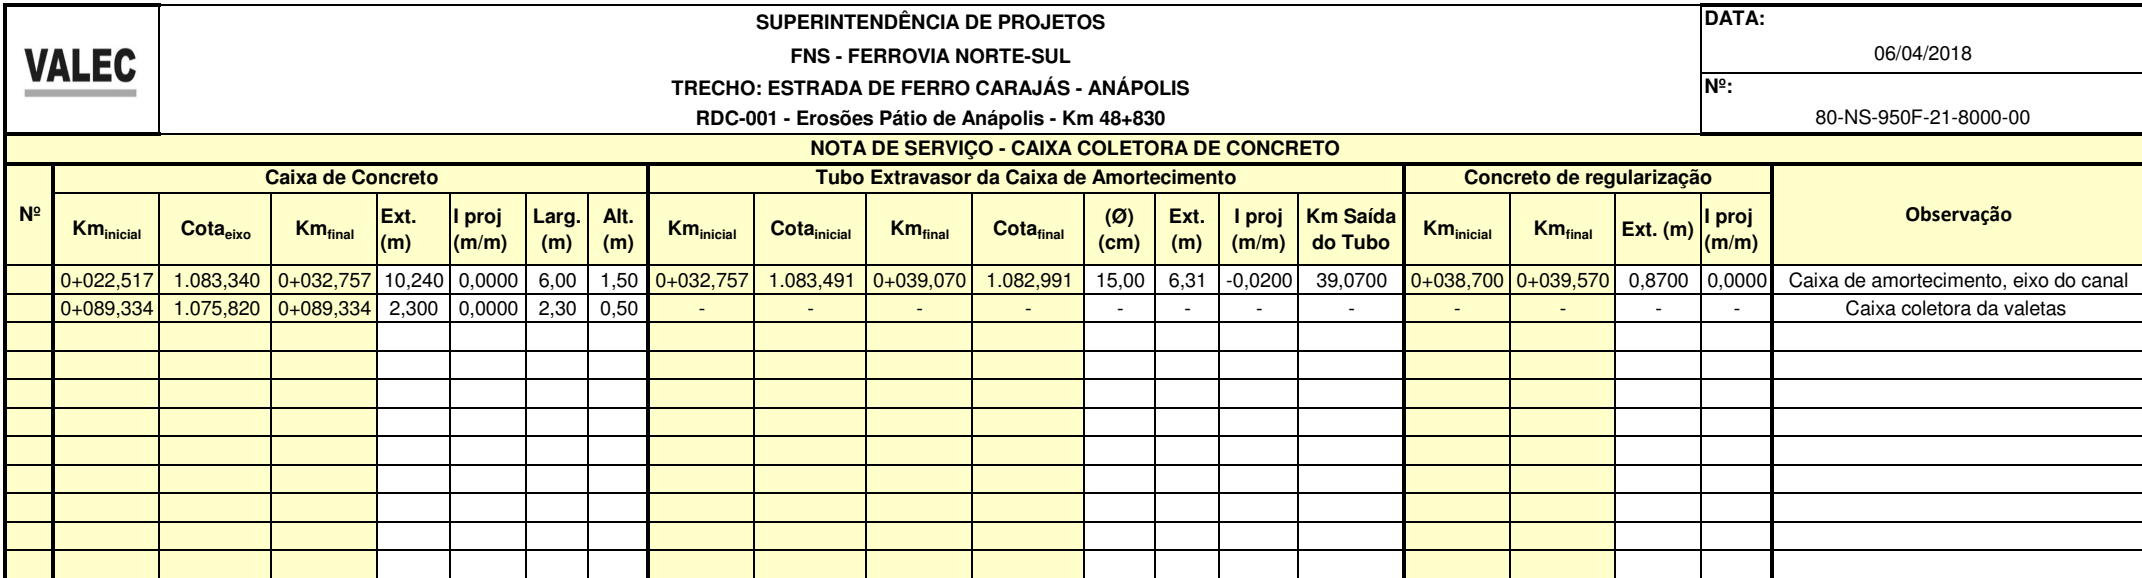 VALEC
SUPERINTENDÊNCIA DE PROJETOS
FNS - FERROVIA NORTE-SUL
TRECHO: ESTRADA DE FERRO CARAJÁS - ANÁPOLIS
RDC-001 - Erosões Pátio de Anápolis - Km 48+830
DATA:
06/04/2018
Nº:
80-NS-950F-21-8000-00
NOTA DE SERVIÇO - CAIXA COLETORA DE CONCRETO
Nº Caixa de Concreto Tubo Extravasor da Caixa de Amortecimento Concreto de regularização Observação
Kminicial Cotaeixo Kmfinal Ext. (m) I proj (m/m) Larg. (m) Alt. (m) Kminicial Cotainicial Kmfinal Cotafinal (Ø) (cm) Ext. (m) I proj (m/m) Km Saída do Tubo Kminicial Kmfinal Ext. (m) I proj (m/m)
0+022,517 1.083,340 0+032,757 10,240 0,0000 6,00 1,50 0+032,757 1.083,491 0+039,070 1.082,991 15,00 6,31 -0,0200 39,0700 0+038,700 0+039,570 0,8700 0,0000 Caixa de amortecimento, eixo do canal
0+089,334 1.075,820 0+089,334 2,300 0,0000 2,30 0,50 - - - - - - - - - - - - Caixa coletora da valetas